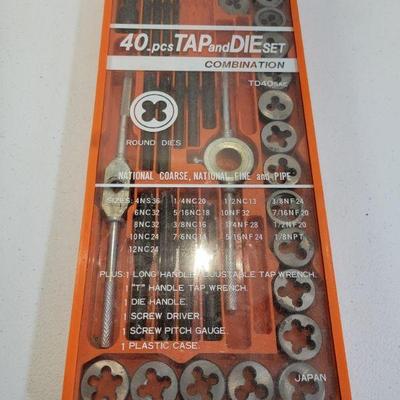 40-pcs TAP and DIE SET
COMBINATION
TD40SAE
ROUND DIES
NATIONAL COARSE, NATIONAL FINE and PIPE
SIZES: 4NS36 1/4NC20 1/2NC13 3/8NF24
6NC32 5/16NC18 10NF32 7/16NF20
8NC32 3/8NC16 1/4NF28 1/2NF20
10NC24 7/16NC14 5/16NF24 1/8NPT
12NC24
PLUS: 1 LONG HANDLE ADJUSTABLE TAP WRENCH.
1 "T" HANDLE TAP WRENCH.
1 DIE HANDLE.
1 SCREW DRIVER.
1 SCREW PITCH GAUGE.
1 PLASTIC CASE.
JAPAN